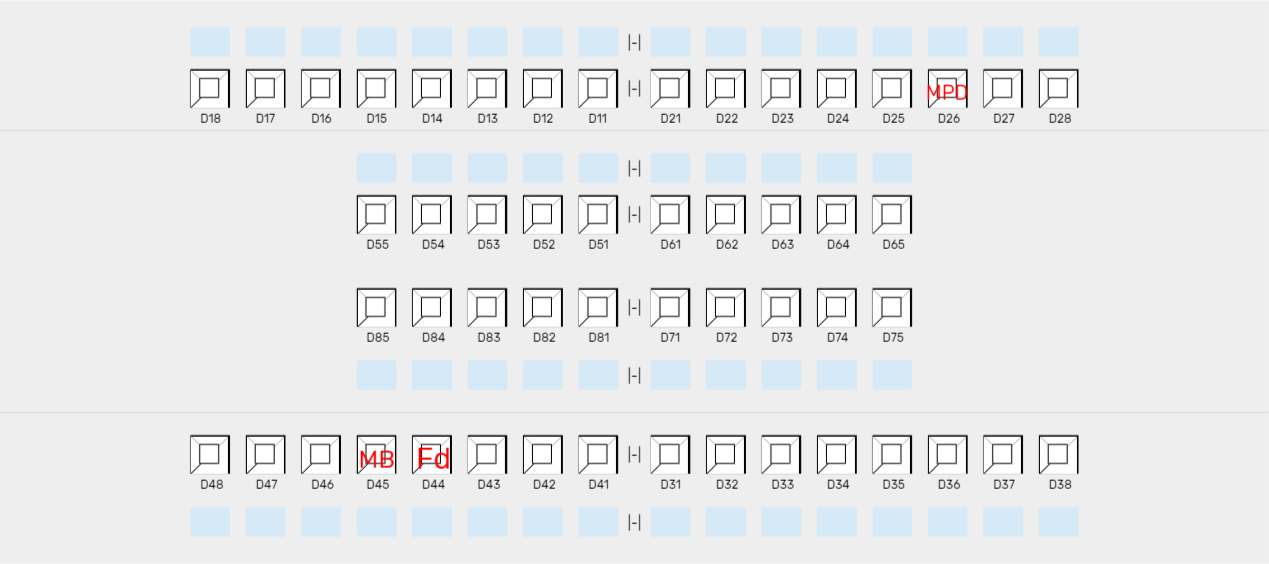 |-|
|-| MPD
D18 D17 D16 D15 D14 D13 D12 D11 D21 D22 D23 D24 D25 D26 D27 D28
|-|
|-|
D55 D54 D53 D52 D51 D61 D62 D63 D64 D65
|-|
D85 D84 D83 D82 D81 D71 D72 D73 D74 D75
|-|
MB Fd |-|
D48 D47 D46 D45 D44 D43 D42 D41 D31 D32 D33 D34 D35 D36 D37 D38
|-|